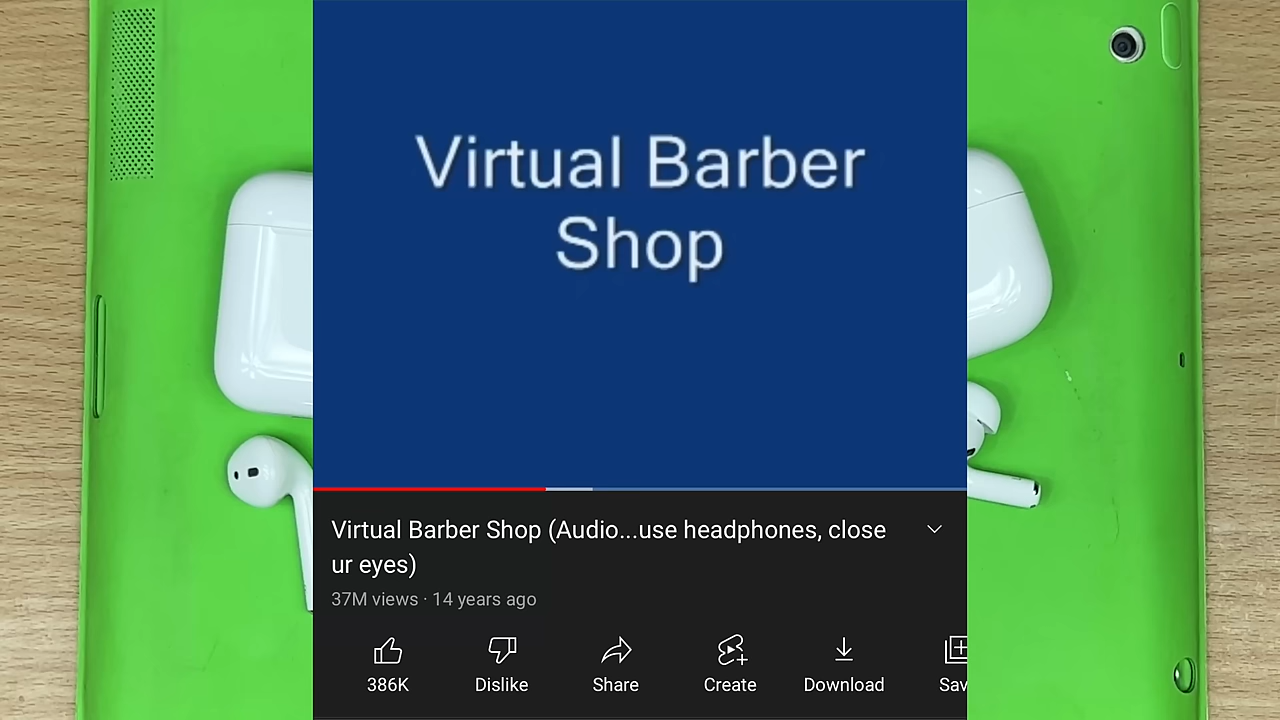 Virtual Barber
Shop
Virtual Barber Shop (Audio...use headphones, close
ur eyes)
37M views · 14 years ago
386K
Dislike
Share
Create
Download
Sav